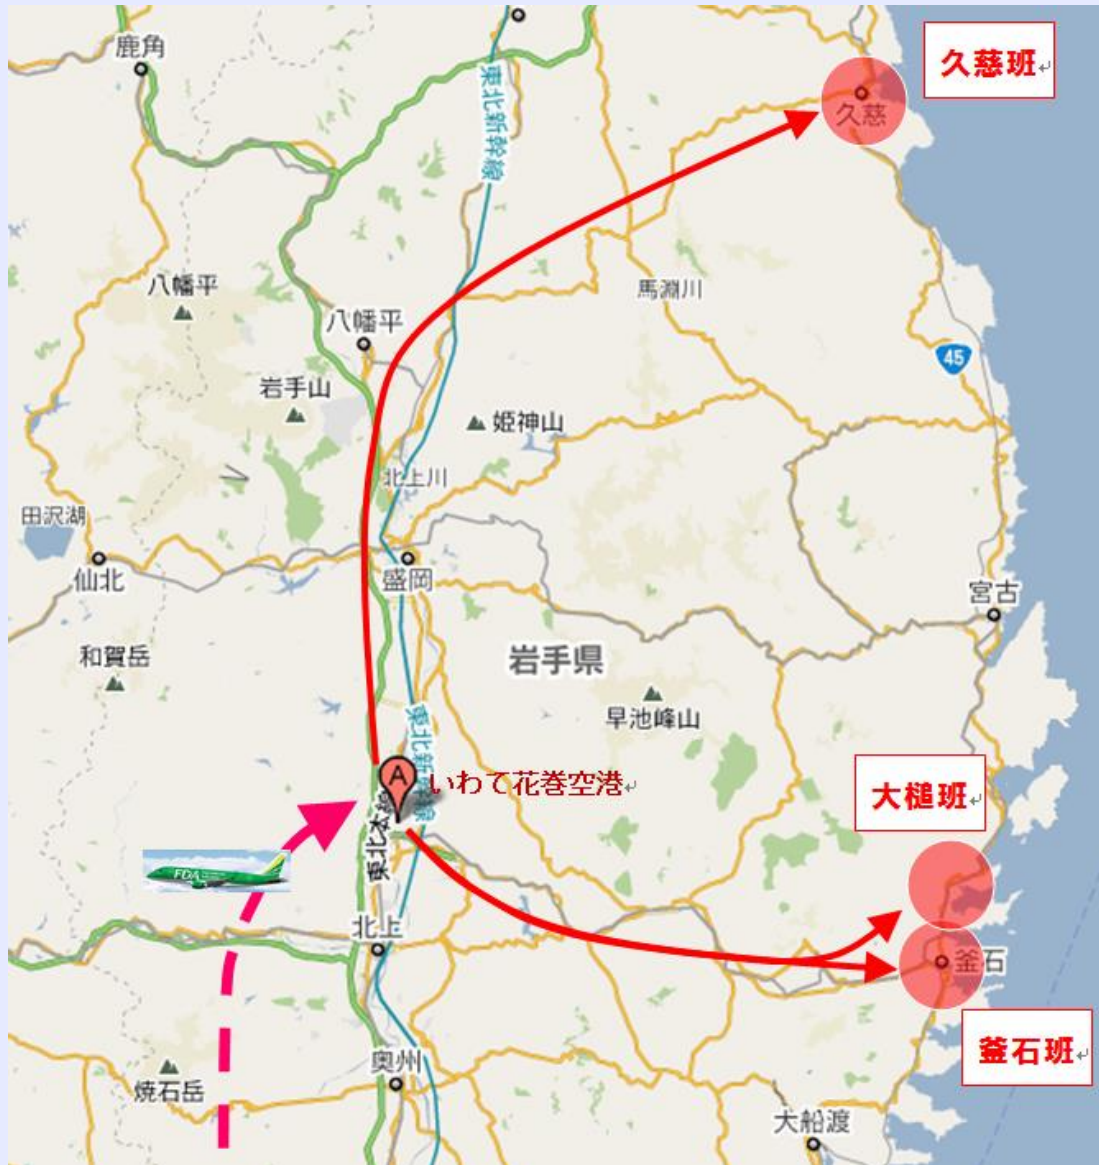 鹿角
久慈班
東北新幹線
久慈
八幡平
馬淵川
八幡平
45
岩手山
姫神山
北上川
田沢湖
仙北
盛岡
宮古
和賀岳
岩手県
早池峰山
東北新幹線
A
いわて花巻空港
大槌班
東北本線
FDA
北上
釜石
釜石班
奥州
焼石岳
大船渡